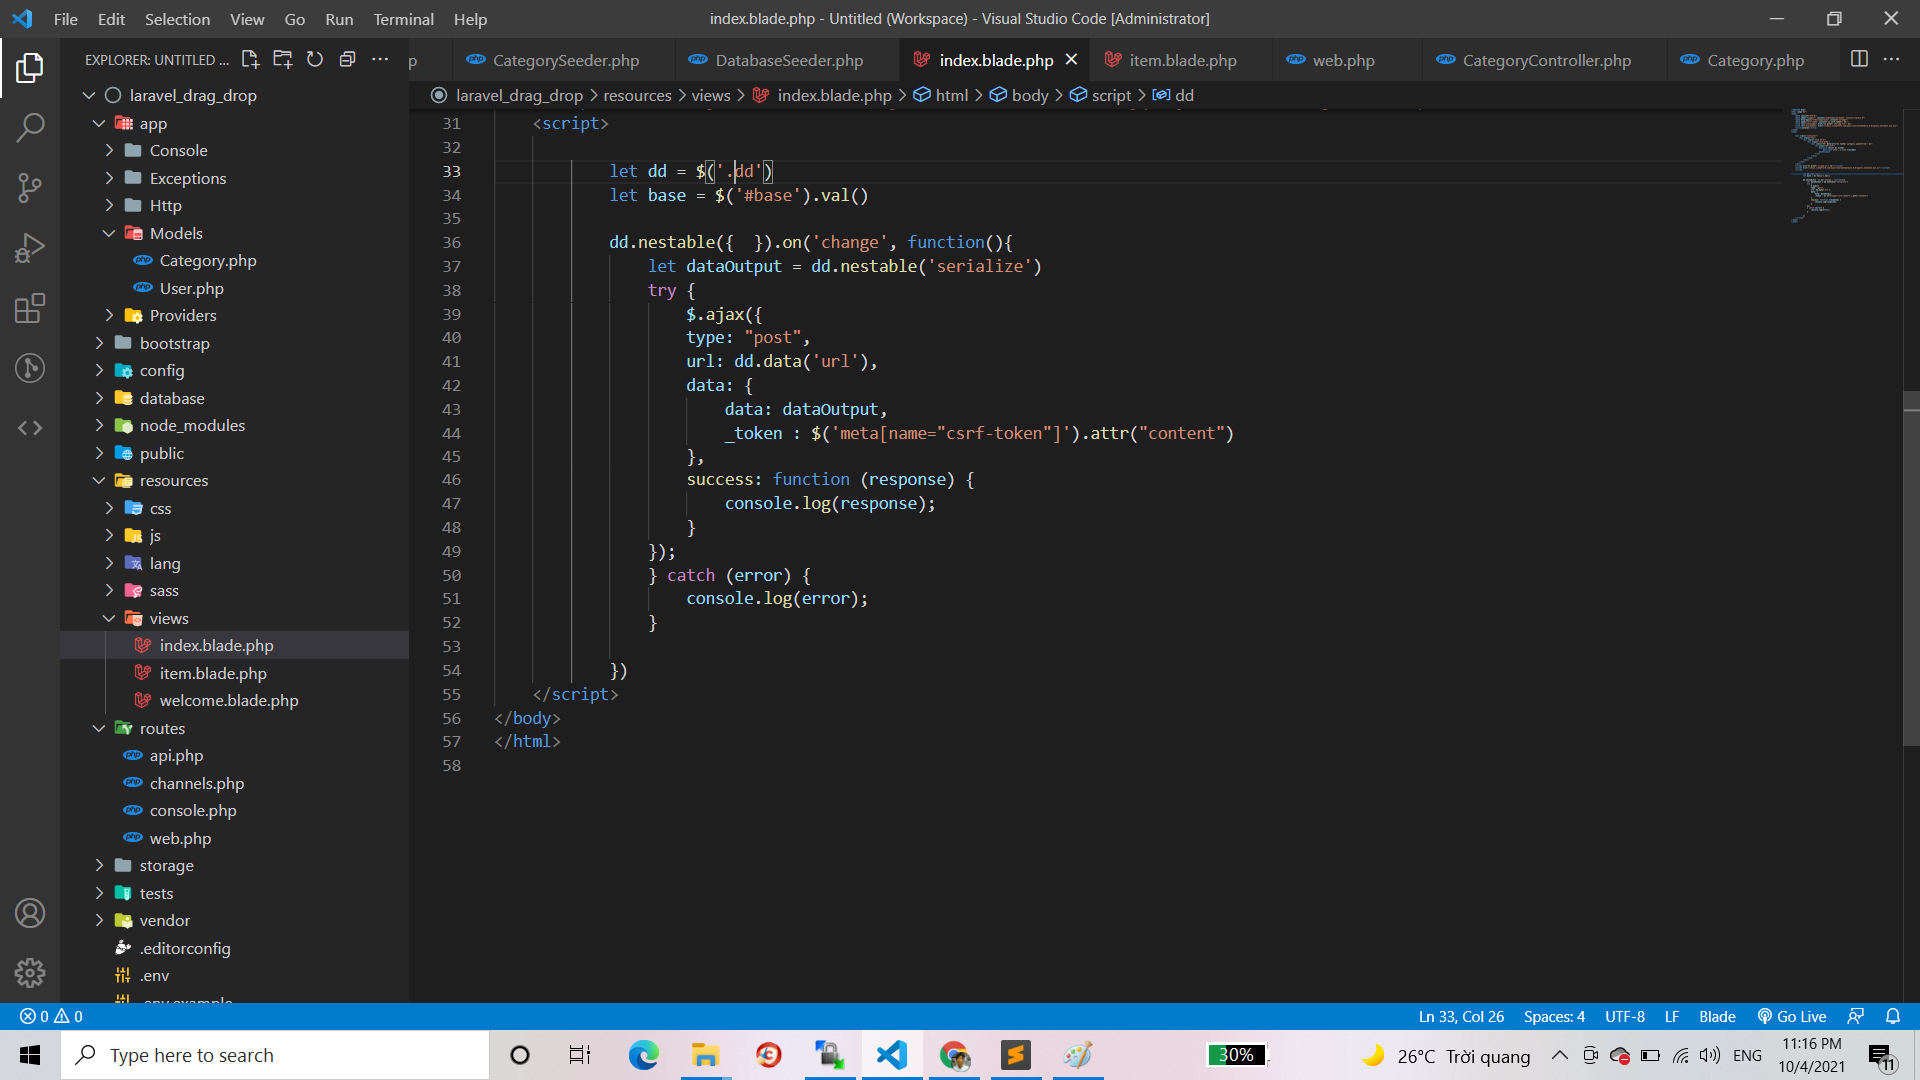 File Edit Selection View Go Run Terminal Help
index.blade.php - Untitled (Workspace) - Visual Studio Code [Administrator]
EXPLORER: UNTITLED ...
CategorySeeder.php
DatabaseSeeder.php
index.blade.php
item.blade.php
web.php
CategoryController.php
Category.php
laravel_drag_drop > resources > views > index.blade.php > html > body > script > dd
laravel_drag_drop
app
Console
Exceptions
Http
Models
Category.php
User.php
Providers
bootstrap
config
database
node_modules
public
resources
css
js
lang
sass
views
index.blade.php
item.blade.php
welcome.blade.php
routes
api.php
channels.php
console.php
web.php
storage
tests
vendor
.editorconfig
.env
.env.example
31 <script>
32
33 let dd = $('.dd')
34 let base = $('#base').val()
35
36 dd.nestable({  }).on('change', function(){
37 let dataOutput = dd.nestable('serialize')
38 try {
39 $.ajax({
40 type: "post",
41 url: dd.data('url'),
42 data: {
43 data: dataOutput,
44 _token : $('meta[name="csrf-token"]').attr("content")
45 },
46 success: function (response) {
47 console.log(response);
48 }
49 });
50 } catch (error) {
51 console.log(error);
52 }
53
54 })
55 </script>
56 </body>
57 </html>
58
0 0
Ln 33, Col 26 Spaces: 4 UTF-8 LF Blade Go Live
Type here to search
30%
26°C Trời quang
ENG
11:16 PM
10/4/2021
11